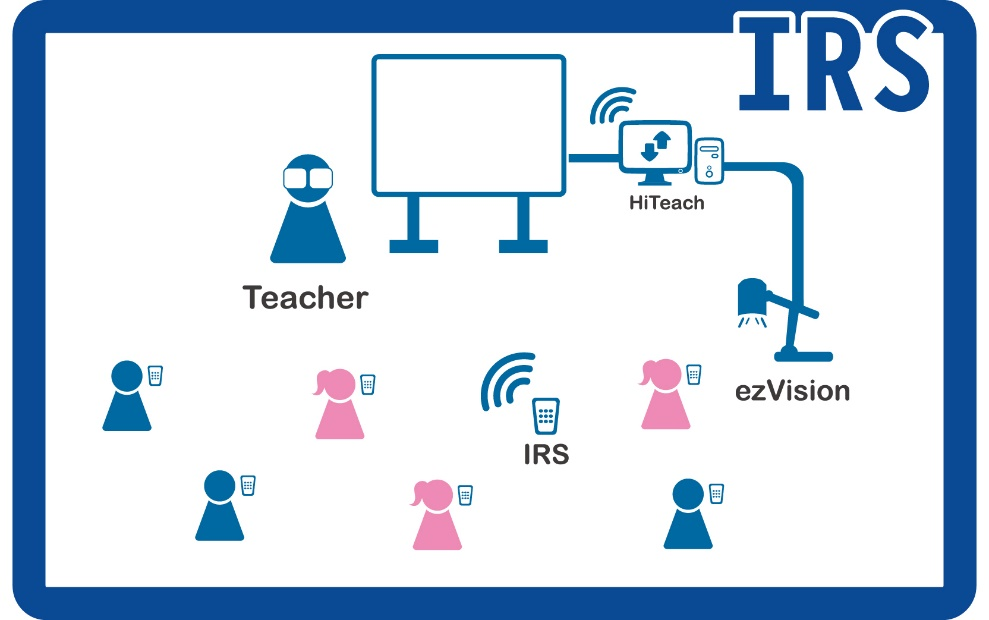 IRS
HiTeach
Teacher
ezVision
IRS